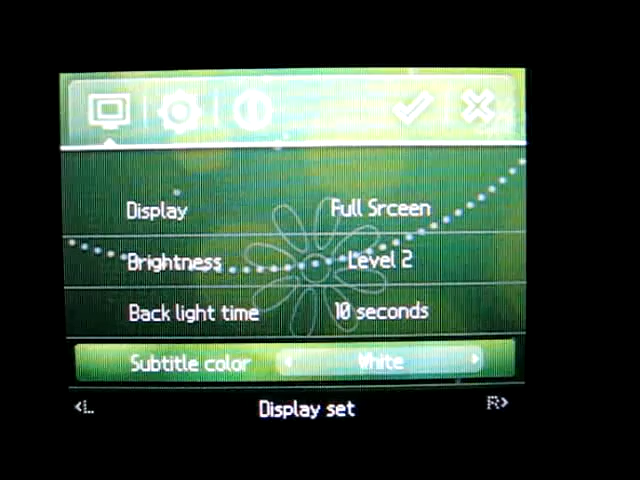 Display Full Srceen
Brightness Level 2
Back light time 10 seconds
Subtitle color White
<L Display set R>